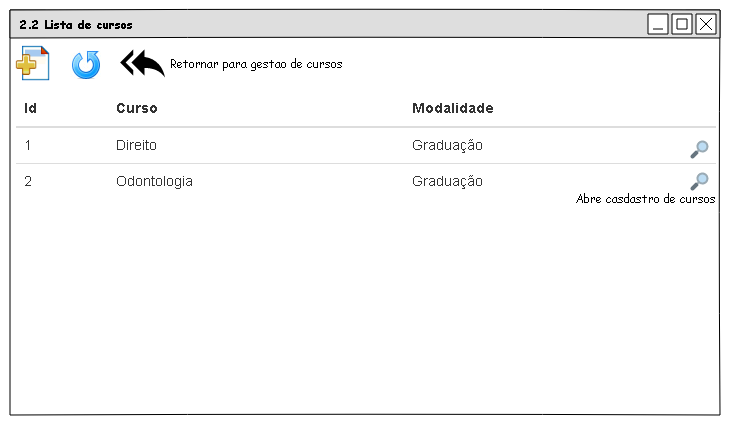 2.2 Lista de cursos
Retornar para gestao de cursos
Id Curso Modalidade
1 Direito Graduação
2 Odontologia Graduação
Abre casdastro de cursos